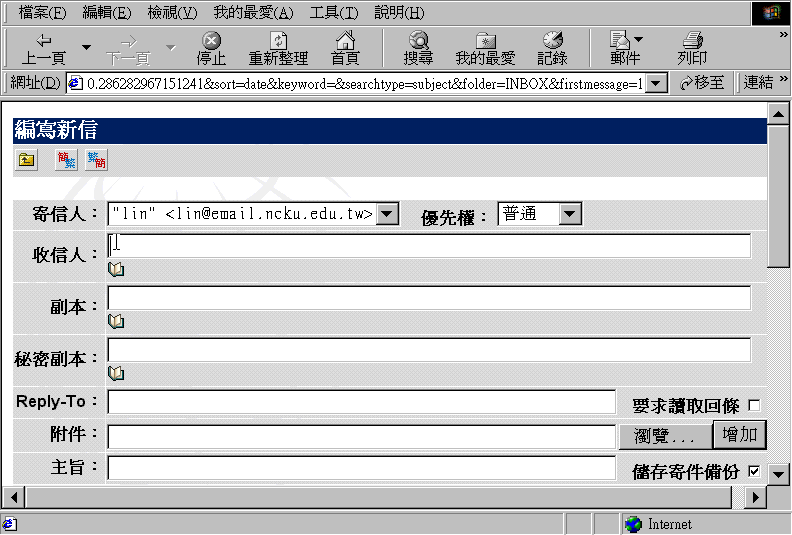 檔案(F) 編輯(E) 檢視(V) 我的最愛(A) 工具(T) 說明(H)
上一頁 下一頁 停止 重新整理 首頁 搜尋 我的最愛 記錄 郵件 列印 »
網址(D) 0.286282967151241&sort=date&keyword=&searchtype=subject&folder=INBOX&firstmessage=1 移至 連結 »
編寫新信
簡繁 繁簡
寄信人： "lin" <lin@email.ncku.edu.tw> 優先權： 普通
收信人：
副本：
秘密副本：
Reply-To： 要求讀取回條
附件： 瀏覽... 增加
主旨： 儲存寄件備份
Internet